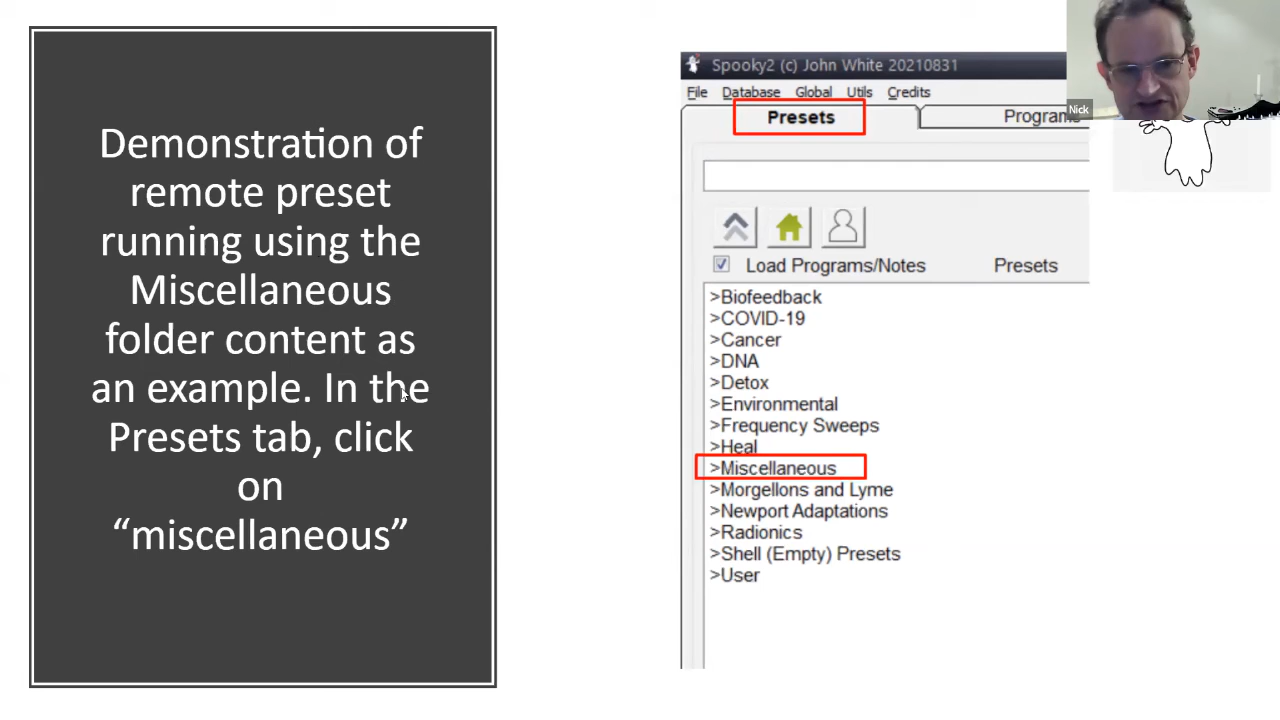 Demonstration of
remote preset
running using the
Miscellaneous
folder content as
an example. In the
Presets tab, click
on
“miscellaneous”
Spooky2 (c) John White 20210831
File Database Global Utils Credits
Presets
Programs
Load Programs/Notes Presets
>Biofeedback
>COVID-19
>Cancer
>DNA
>Detox
>Environmental
>Frequency Sweeps
>Heal
>Miscellaneous
>Morgellons and Lyme
>Newport Adaptations
>Radionics
>Shell (Empty) Presets
>User
Nick